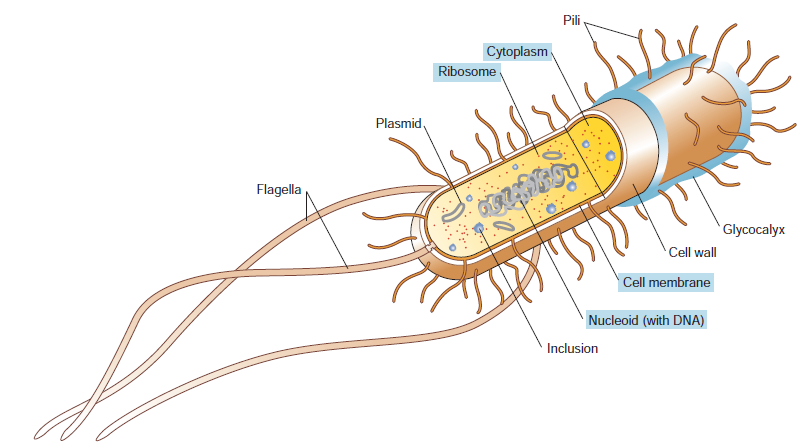 Pili
Cytoplasm
Ribosome
Plasmid
Flagella
Glycocalyx
Cell wall
Cell membrane
Nucleoid (with DNA)
Inclusion